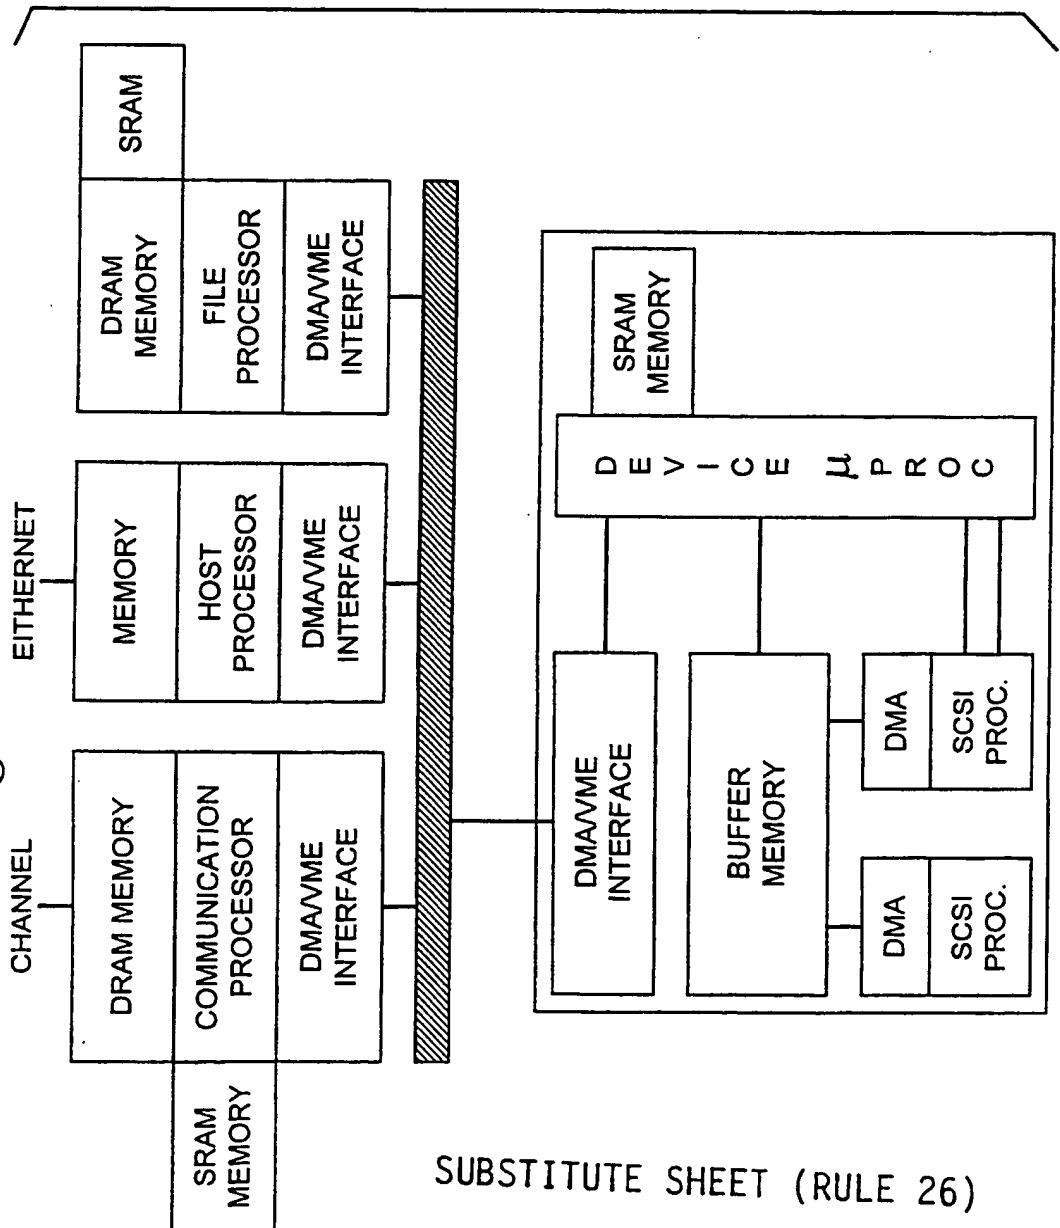 CHANNEL
DRAM MEMORY
COMMUNICATION
PROCESSOR
DMA/VME
INTERFACE
SRAM
MEMORY
EITHERNET
MEMORY
HOST
PROCESSOR
DMA/VME
INTERFACE
DRAM
MEMORY
SRAM
FILE
PROCESSOR
DMA/VME
INTERFACE
DMA/VME
INTERFACE
BUFFER
MEMORY
DMA
SCSI
PROC.
DMA
SCSI
PROC.
DEVICE μPROC
SRAM
MEMORY
SUBSTITUTE SHEET (RULE 26)